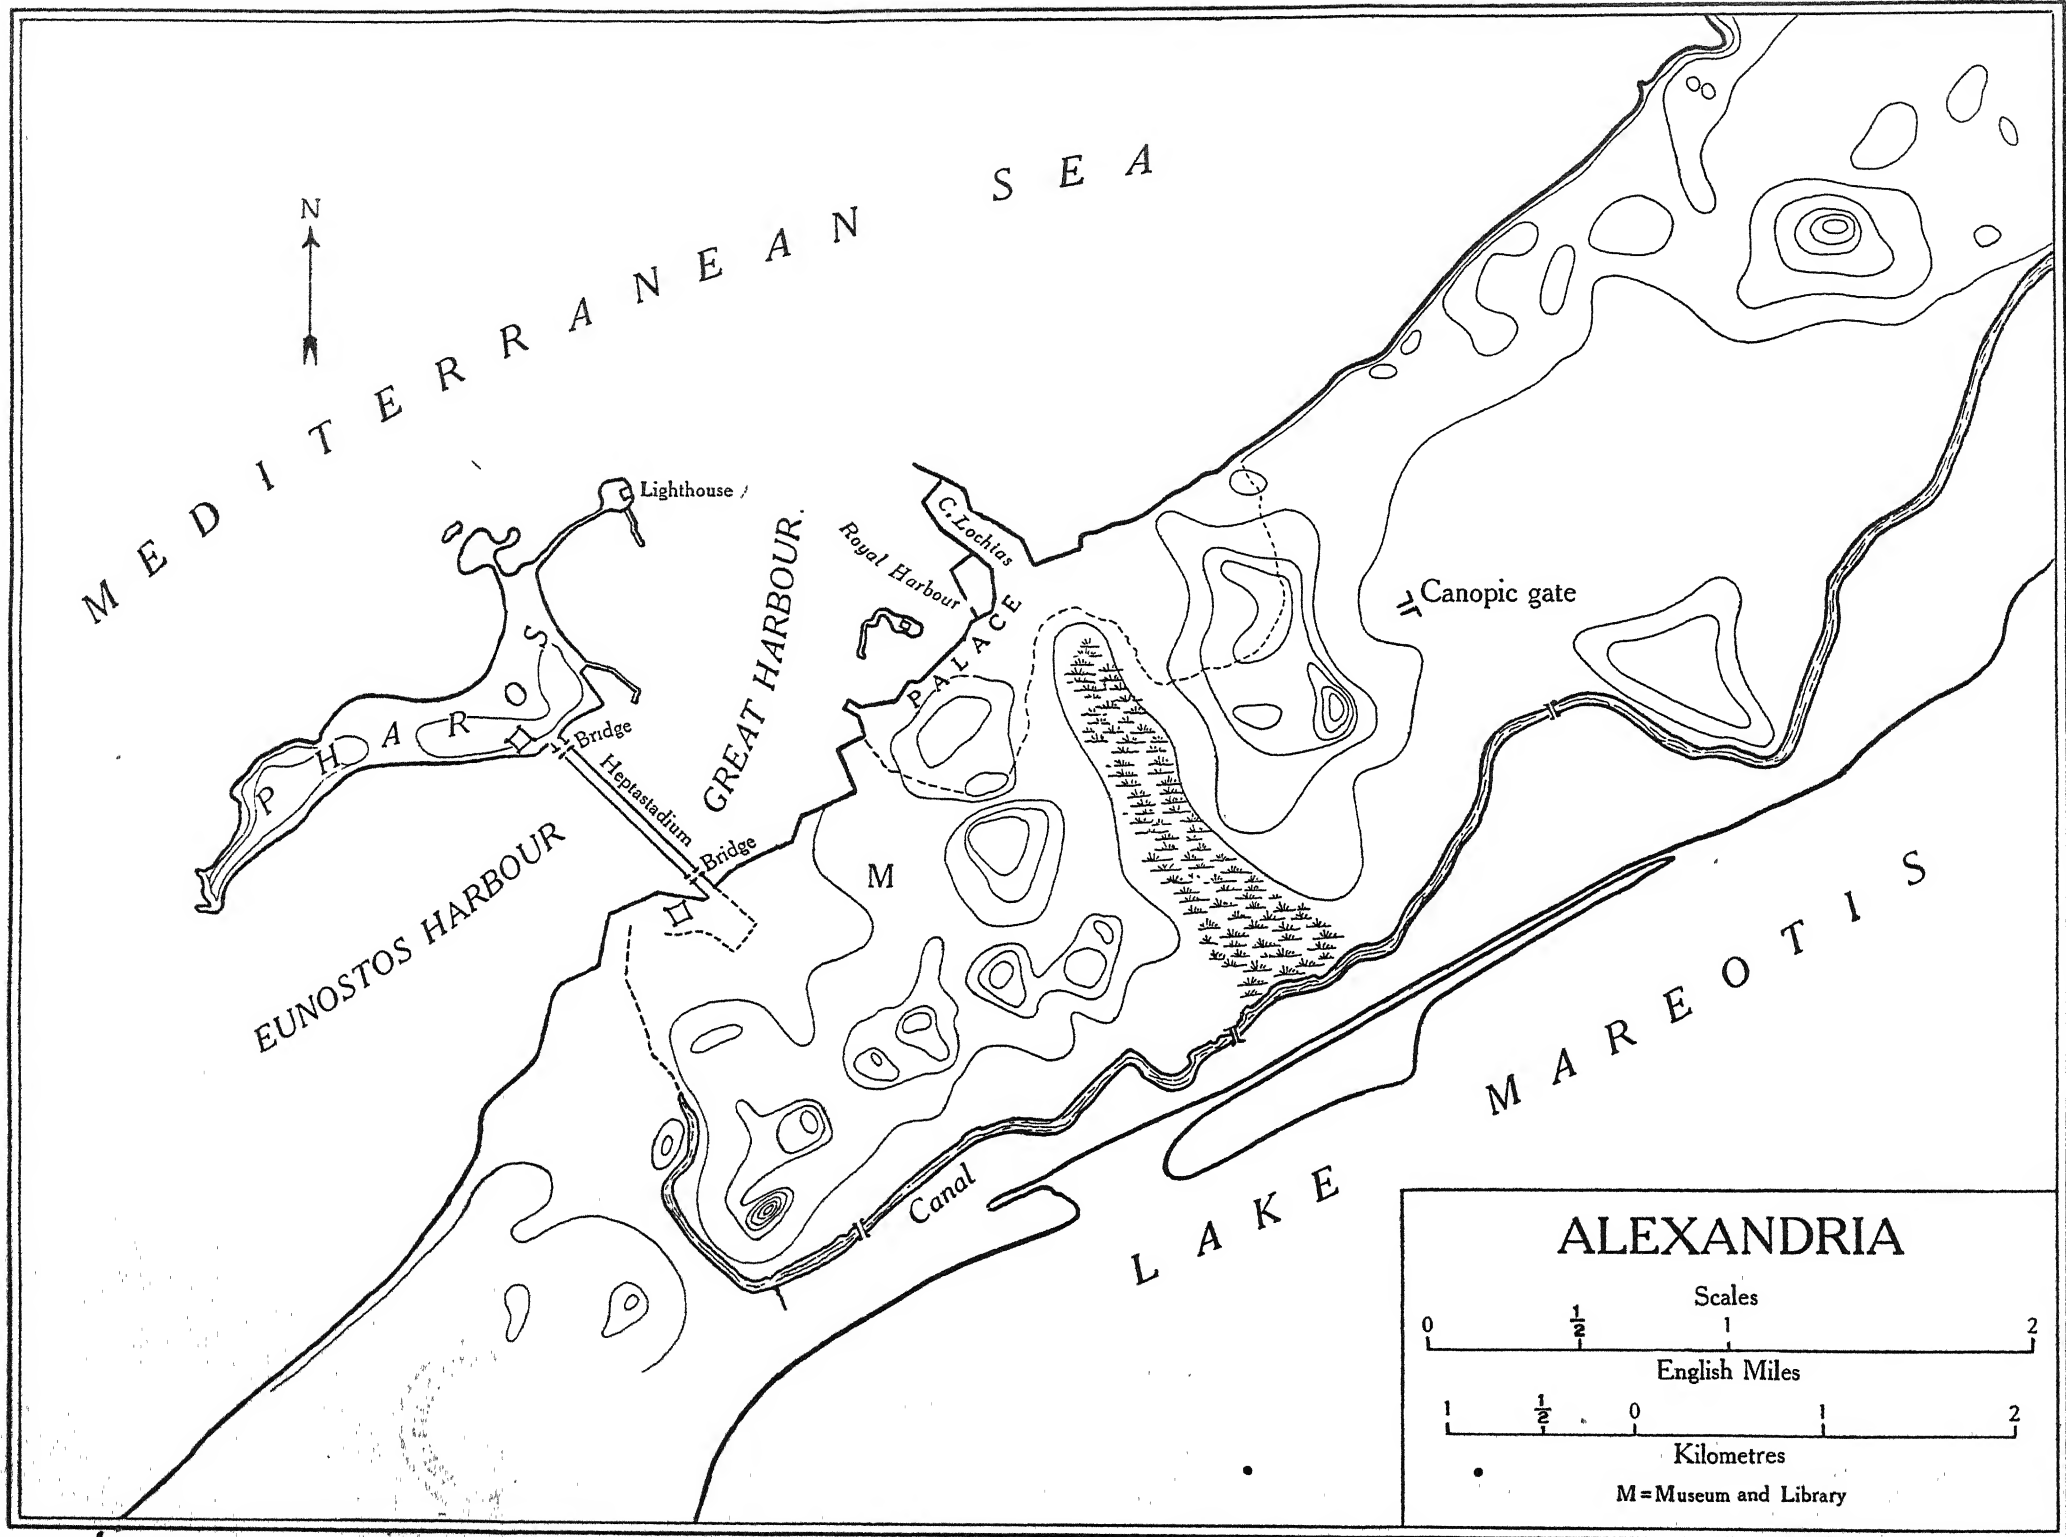 N
MEDITERRANEAN SEA
Lighthouse
C. Lochias
Royal Harbour
GREAT HARBOUR.
PALACE
Canopic gate
PHAROS
Bridge
Heptastadium
Bridge
EUNOSTOS HARBOUR
M
Canal
LAKE MAREOTIS
ALEXANDRIA
Scales
0 1/2 1 2
English Miles
1 1/2 0 1 2
Kilometres
M=Museum and Library